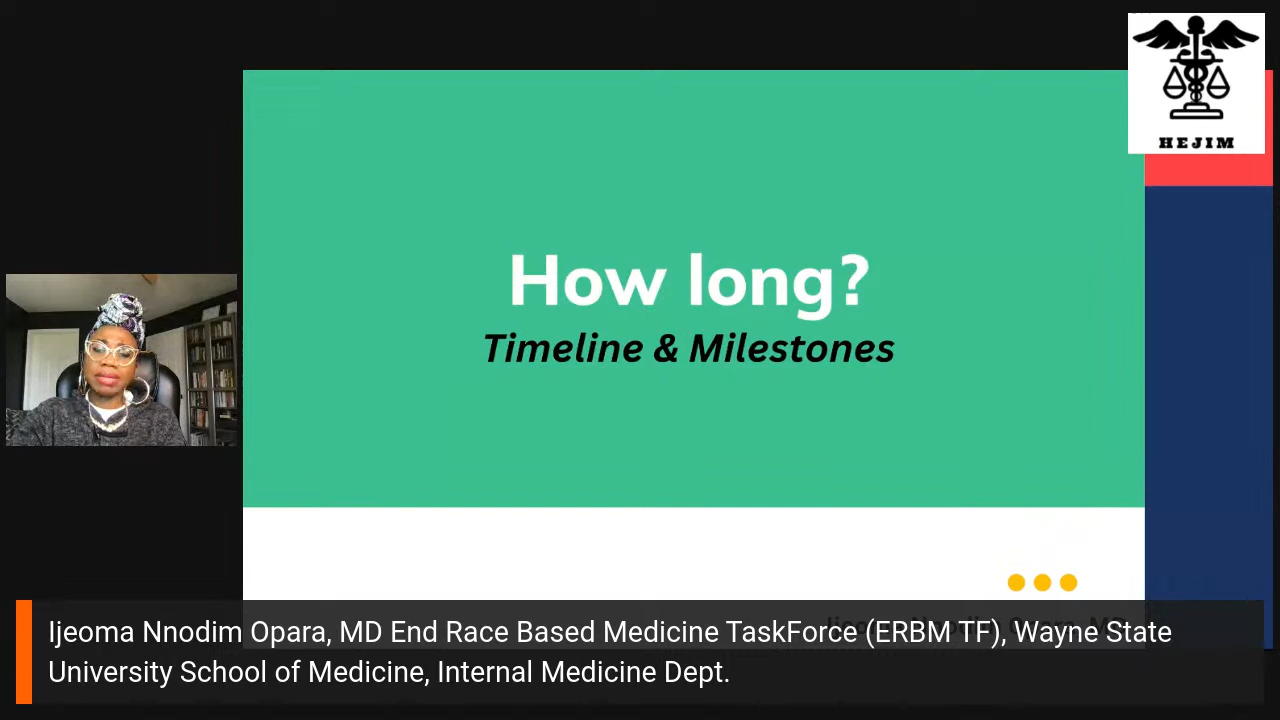 HEJIM
How long?
Timeline & Milestones
Ijeoma Nnodim Opara, MD End Race Based Medicine TaskForce (ERBM TF), Wayne State
University School of Medicine, Internal Medicine Dept.